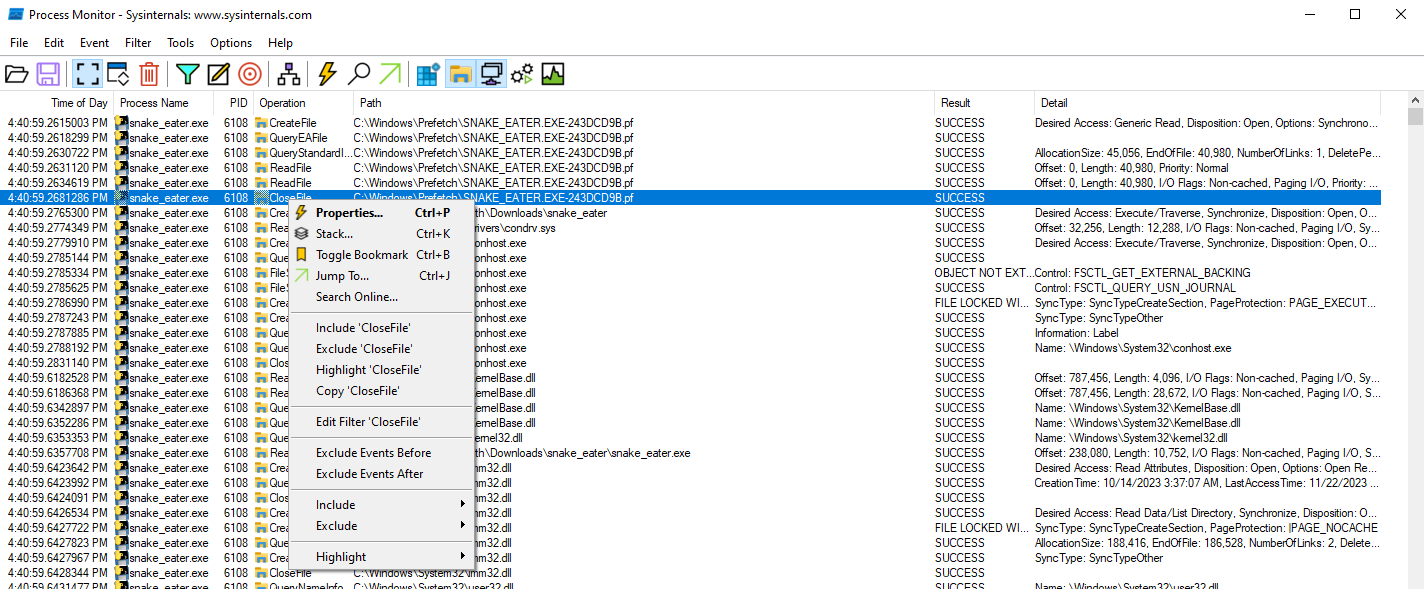 Process Monitor - Sysinternals: www.sysinternals.com
File Edit Event Filter Tools Options Help
Time of Day Process Name PID Operation Path Result Detail
4:40:59.2615003 PM snake_eater.exe 6108 CreateFile C:\Windows\Prefetch\SNAKE_EATER.EXE-243DCD9B.pf SUCCESS Desired Access: Generic Read, Disposition: Open, Options: Synchrono...
4:40:59.2618299 PM snake_eater.exe 6108 QueryEAFile C:\Windows\Prefetch\SNAKE_EATER.EXE-243DCD9B.pf SUCCESS
4:40:59.2630722 PM snake_eater.exe 6108 QueryStandardI... C:\Windows\Prefetch\SNAKE_EATER.EXE-243DCD9B.pf SUCCESS AllocationSize: 45,056, EndOfFile: 40,980, NumberOfLinks: 1, DeletePe...
4:40:59.2631120 PM snake_eater.exe 6108 ReadFile C:\Windows\Prefetch\SNAKE_EATER.EXE-243DCD9B.pf SUCCESS Offset: 0, Length: 40,980, Priority: Normal
4:40:59.2634619 PM snake_eater.exe 6108 ReadFile C:\Windows\Prefetch\SNAKE_EATER.EXE-243DCD9B.pf SUCCESS Offset: 0, Length: 40,980, I/O Flags: Non-cached, Paging I/O, Priority: ...
4:40:59.2681286 PM snake_eater.exe 6108 CloseFile C:\Windows\Prefetch\SNAKE_EATER.EXE-243DCD9B.pf SUCCESS
4:40:59.2765300 PM snake_eater.exe 6108 Crea th\Downloads\snake_eater SUCCESS Desired Access: Execute/Traverse, Synchronize, Disposition: Open, O...
4:40:59.2774349 PM snake_eater.exe 6108 Rea rivers\condrv.sys SUCCESS Offset: 32,256, Length: 12,288, I/O Flags: Non-cached, Paging I/O, Pri...
4:40:59.2779910 PM snake_eater.exe 6108 Crea conhost.exe SUCCESS Desired Access: Execute/Traverse, Synchronize, Disposition: Open, O...
4:40:59.2785144 PM snake_eater.exe 6108 Que conhost.exe SUCCESS
4:40:59.2785334 PM snake_eater.exe 6108 FileS conhost.exe OBJECT NOT EXT... Control: FSCTL_GET_EXTERNAL_BACKING
4:40:59.2785625 PM snake_eater.exe 6108 FileS conhost.exe SUCCESS Control: FSCTL_QUERY_USN_JOURNAL
4:40:59.2786990 PM snake_eater.exe 6108 Crea conhost.exe FILE LOCKED WI... SyncType: SyncTypeCreateSection, PageProtection: PAGE_EXECUT...
4:40:59.2787243 PM snake_eater.exe 6108 Crea conhost.exe SUCCESS SyncType: SyncTypeOther
4:40:59.2787885 PM snake_eater.exe 6108 Que conhost.exe SUCCESS Information: Label
4:40:59.2788192 PM snake_eater.exe 6108 Que conhost.exe SUCCESS Name: \Windows\System32\conhost.exe
4:40:59.2831140 PM snake_eater.exe 6108 Clos conhost.exe SUCCESS
4:40:59.6182528 PM snake_eater.exe 6108 Rea KernelBase.dll SUCCESS Offset: 787,456, Length: 4,096, I/O Flags: Non-cached, Paging I/O, Sy...
4:40:59.6186368 PM snake_eater.exe 6108 Rea KernelBase.dll SUCCESS Offset: 787,456, Length: 28,672, I/O Flags: Non-cached, Paging I/O, S...
4:40:59.6342897 PM snake_eater.exe 6108 Que KernelBase.dll SUCCESS Name: \Windows\System32\KernelBase.dll
4:40:59.6352286 PM snake_eater.exe 6108 Que KernelBase.dll SUCCESS Name: \Windows\System32\KernelBase.dll
4:40:59.6353353 PM snake_eater.exe 6108 Que ernel32.dll SUCCESS Name: \Windows\System32\kernel32.dll
4:40:59.6357708 PM snake_eater.exe 6108 Rea th\Downloads\snake_eater\snake_eater.exe SUCCESS Offset: 238,080, Length: 10,752, I/O Flags: Non-cached, Paging I/O, S...
4:40:59.6423642 PM snake_eater.exe 6108 Crea mm32.dll SUCCESS Desired Access: Read Attributes, Disposition: Open, Options: Open Re...
4:40:59.6423992 PM snake_eater.exe 6108 Que mm32.dll SUCCESS CreationTime: 10/14/2023 3:37:07 AM, LastAccessTime: 11/22/2023 ...
4:40:59.6424091 PM snake_eater.exe 6108 Clos mm32.dll SUCCESS
4:40:59.6426534 PM snake_eater.exe 6108 Crea mm32.dll SUCCESS Desired Access: Read Data/List Directory, Synchronize, Disposition: O...
4:40:59.6427722 PM snake_eater.exe 6108 Crea mm32.dll FILE LOCKED WI... SyncType: SyncTypeCreateSection, PageProtection: |PAGE_NOCACHE
4:40:59.6427823 PM snake_eater.exe 6108 Que mm32.dll SUCCESS AllocationSize: 188,416, EndOfFile: 186,528, NumberOfLinks: 2, Delete...
4:40:59.6427967 PM snake_eater.exe 6108 Crea mm32.dll SUCCESS SyncType: SyncTypeOther
4:40:59.6428344 PM snake_eater.exe 6108 CloseFile C:\Windows\System32\imm32.dll SUCCESS
4:40:59.6431477 PM snake_eater.exe 6108 QueryNameInfo... C:\Windows\System32\user32.dll SUCCESS Name: \Windows\System32\user32.dll
Properties... Ctrl+P
Stack... Ctrl+K
Toggle Bookmark Ctrl+B
Jump To... Ctrl+J
Search Online...
Include 'CloseFile'
Exclude 'CloseFile'
Highlight 'CloseFile'
Copy 'CloseFile'
Edit Filter 'CloseFile'
Exclude Events Before
Exclude Events After
Include
Exclude
Highlight